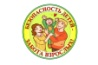 БЕЗОПАСНОСТЬ ДЕТЕЙ
ЗАБОТА ВЗРОСЛЫХ